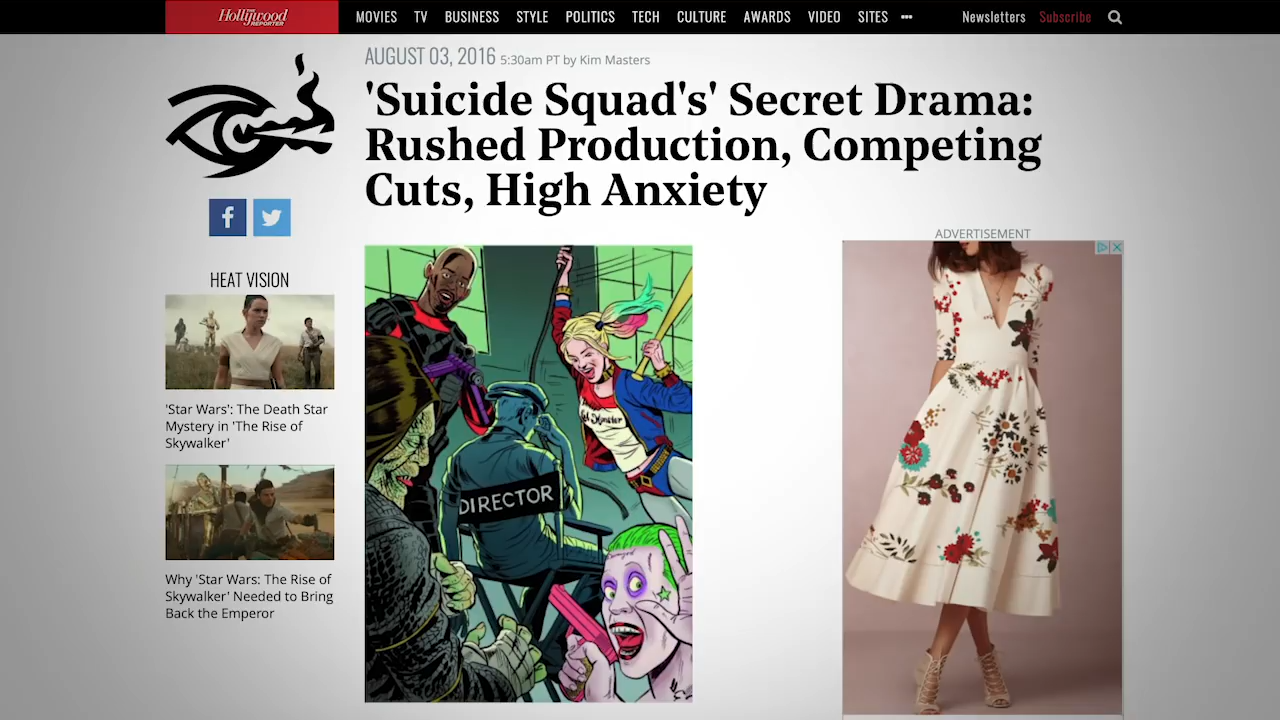 Hollywood
REPORTER
MOVIES TV BUSINESS STYLE POLITICS TECH CULTURE AWARDS VIDEO SITES ••• Newsletters Subscribe
AUGUST 03, 2016 5:30am PT by Kim Masters
'Suicide Squad's' Secret Drama:
Rushed Production, Competing
Cuts, High Anxiety
f
ADVERTISEMENT
HEAT VISION
'Star Wars': The Death Star
Mystery in 'The Rise of
Skywalker'
Why 'Star Wars: The Rise of
Skywalker' Needed to Bring
Back the Emperor
Monster
DIRECTOR